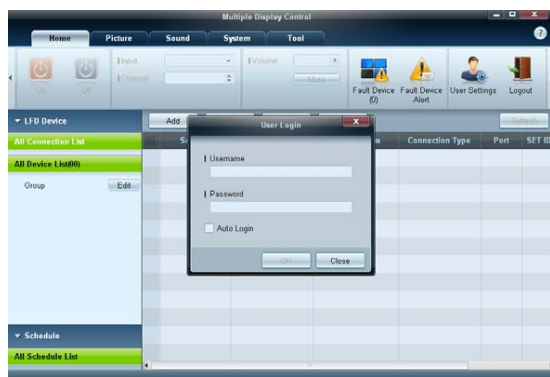 Multiple Display Control
Home Picture Sound System Tool
?
Input Volume
Channel Mute
On Off
Fault Device (0)
Fault Device Alert
User Settings
Logout
LFD Device
Add
Refresh
All Connection List
Connection Type Port SET ID
All Device List(00)
Group Edit
User Login
Username
Password
Auto Login
OK Close
Schedule
All Schedule List